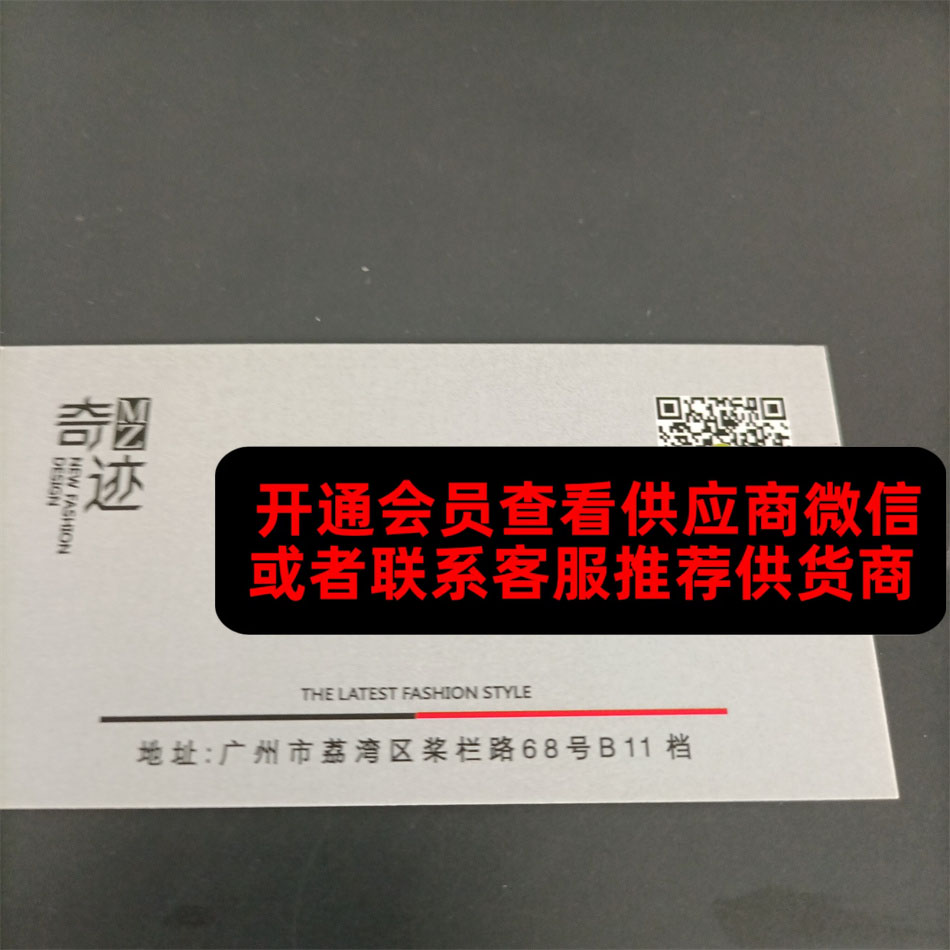 奇迹
MZ
NEW FASHION
DESIGN
开通会员查看供应商微信
或者联系客服推荐供货商
THE LATEST FASHION STYLE
地址:广州市荔湾区桨栏路68号B11档